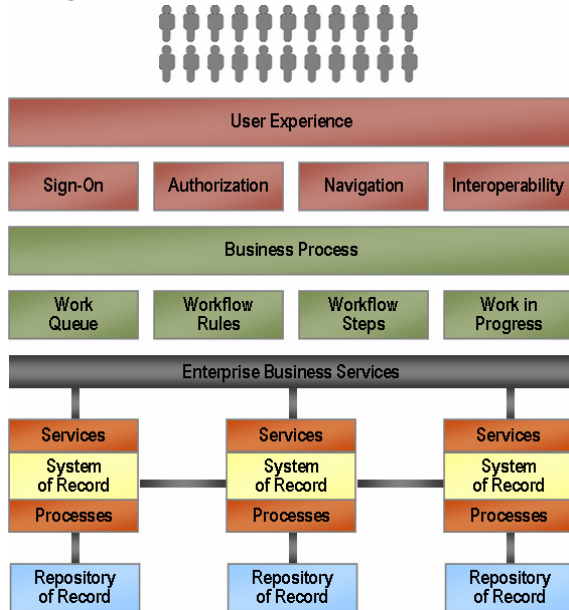 User Experience
Sign-On
Authorization
Navigation
Interoperability
Business Process
Work
Queue
Workflow
Rules
Workflow
Steps
Work in
Progress
Enterprise Business Services
Services
Services
Services
System
of Record
System
of Record
System
of Record
Processes
Processes
Processes
Repository
of Record
Repository
of Record
Repository
of Record